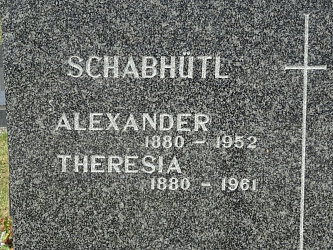 SCHABHÜTL
ALEXANDER
1880 – 1952
THERESIA
1880 – 1961